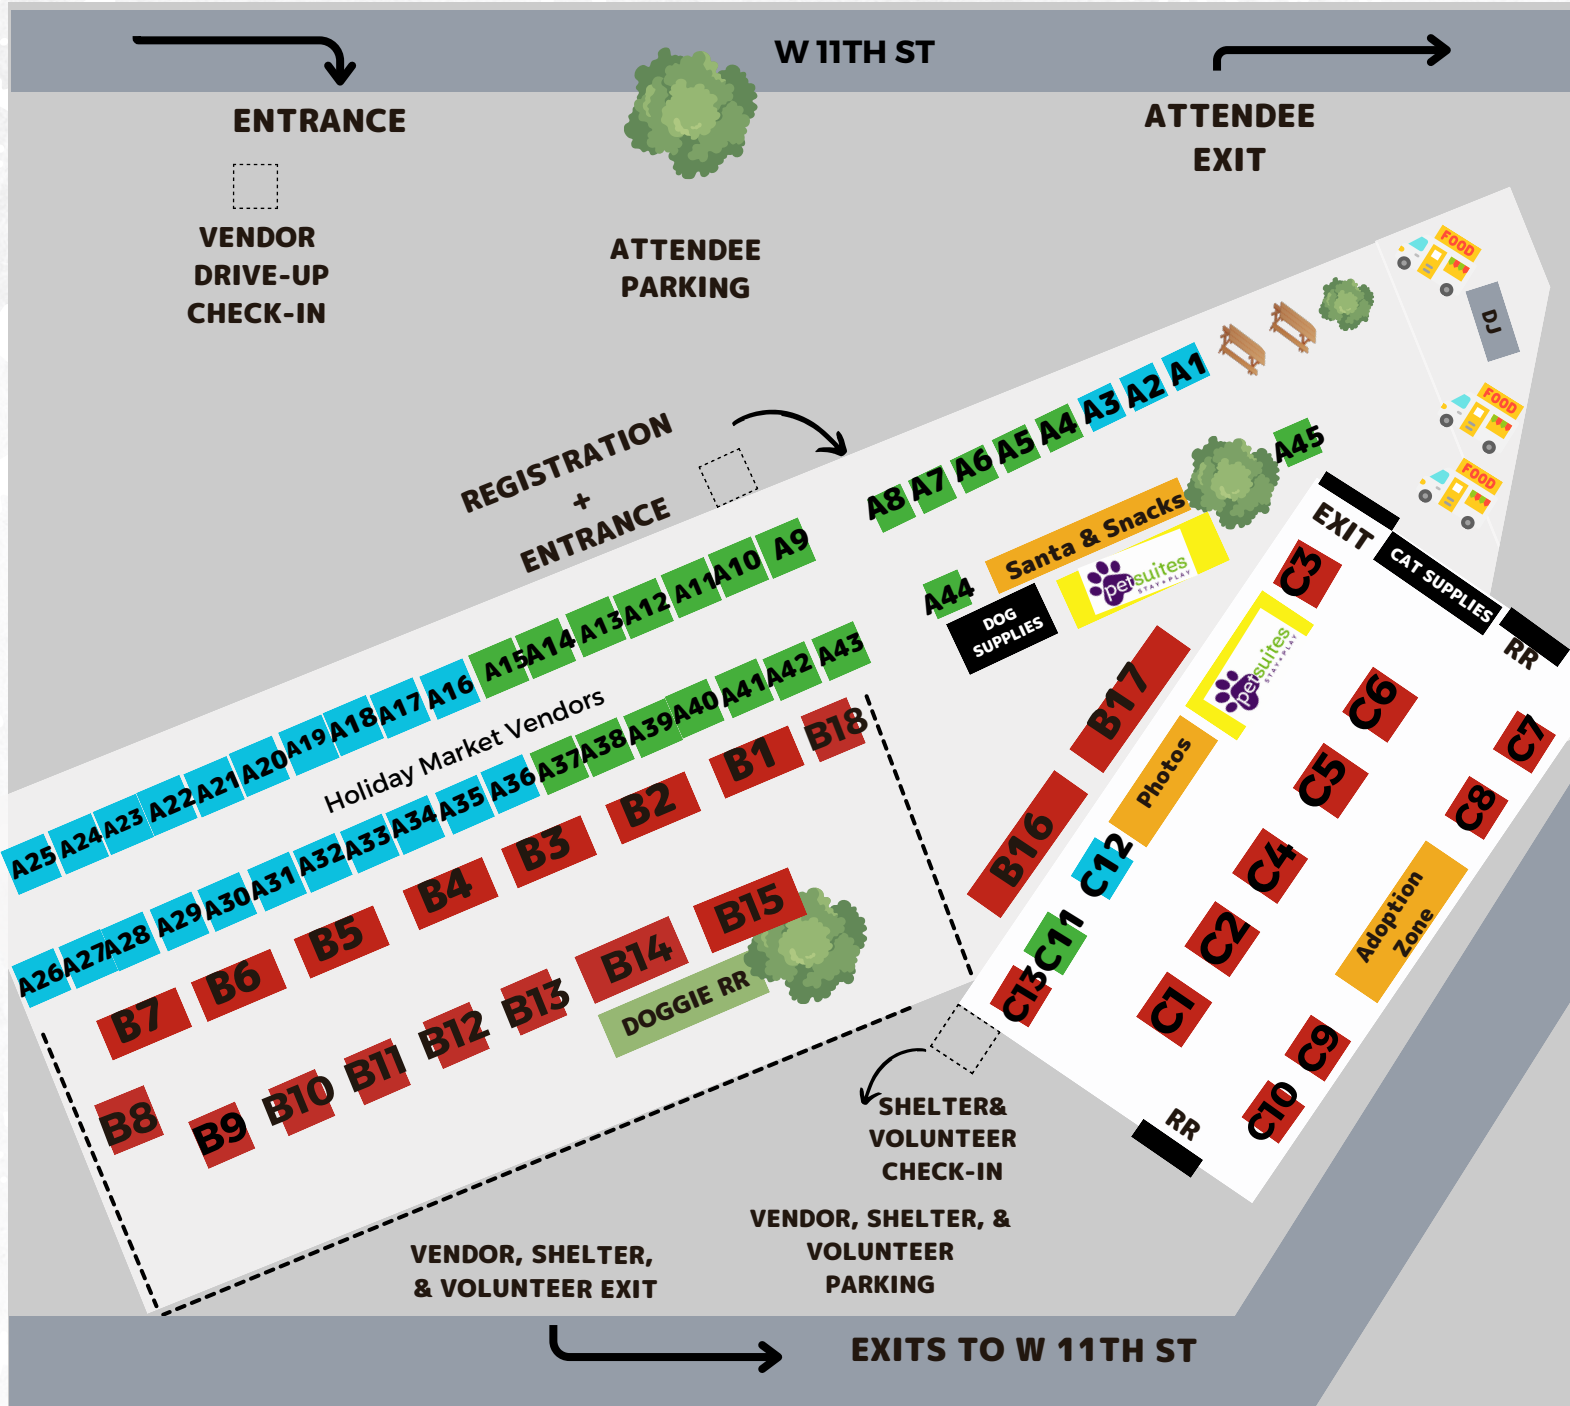 W 11TH ST
ENTRANCE
ATTENDEE
EXIT
VENDOR
DRIVE-UP
CHECK-IN
ATTENDEE
PARKING
FOOD
DJ
FOOD
FOOD
REGISTRATION
+
ENTRANCE
A8 A7 A6 A5 A4 A3 A2 A1
A45
Santa & Snacks
petsuites
STAY+PLAY
A44
DOG
SUPPLIES
EXIT
CAT SUPPLIES
RR
A25 A24 A23 A22 A21 A20 A19 A18 A17 A16 A15 A14 A13 A12 A11 A10 A9
Holiday Market Vendors
A26 A27 A28 A29 A30 A31 A32 A33 A34 A35 A36 A37 A38 A39 A40 A41 A42 A43
B7 B6 B5 B4 B3 B2 B1 B18
B8 B9 B10 B11 B12 B13 B14 B15
DOGGIE RR
B16 B17
C3
petsuites
STAY+PLAY
Photos
C12
C11
C13
C1 C2 C4 C5 C6
C7
C8
Adoption
Zone
C9
C10
RR
SHELTER&
VOLUNTEER
CHECK-IN
VENDOR, SHELTER, &
VOLUNTEER
PARKING
VENDOR, SHELTER,
& VOLUNTEER EXIT
EXITS TO W 11TH ST